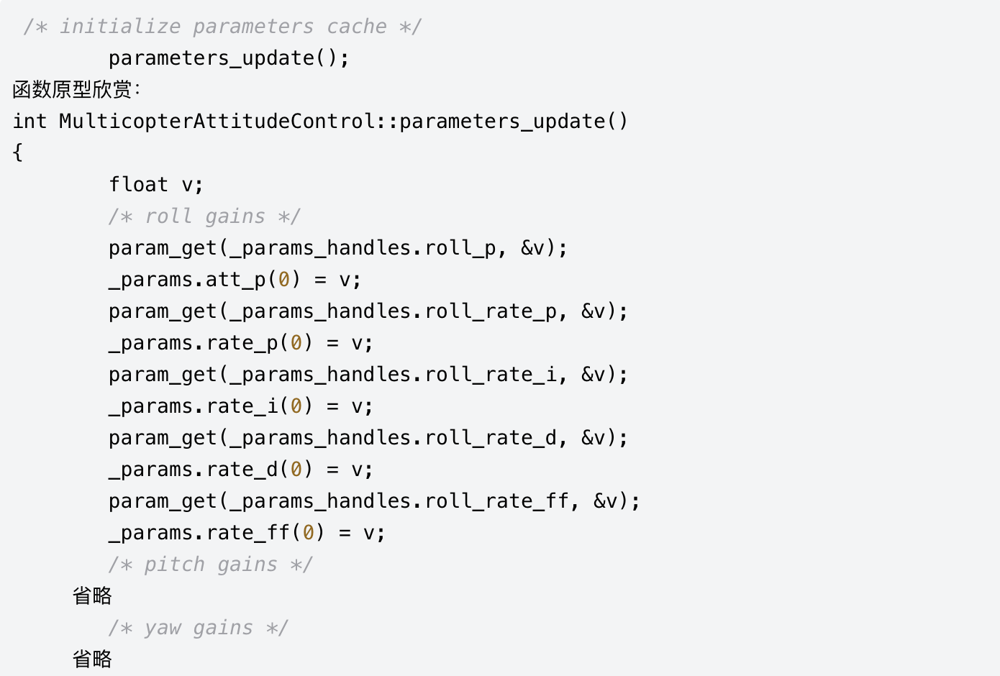 /* initialize parameters cache */
parameters_update();
函数原型欣赏：
int MulticopterAttitudeControl::parameters_update()
{
float v;
/* roll gains */
param_get(_params_handles.roll_p, &v);
_params.att_p(0) = v;
param_get(_params_handles.roll_rate_p, &v);
_params.rate_p(0) = v;
param_get(_params_handles.roll_rate_i, &v);
_params.rate_i(0) = v;
param_get(_params_handles.roll_rate_d, &v);
_params.rate_d(0) = v;
param_get(_params_handles.roll_rate_ff, &v);
_params.rate_ff(0) = v;
/* pitch gains */
省略
/* yaw gains */
省略